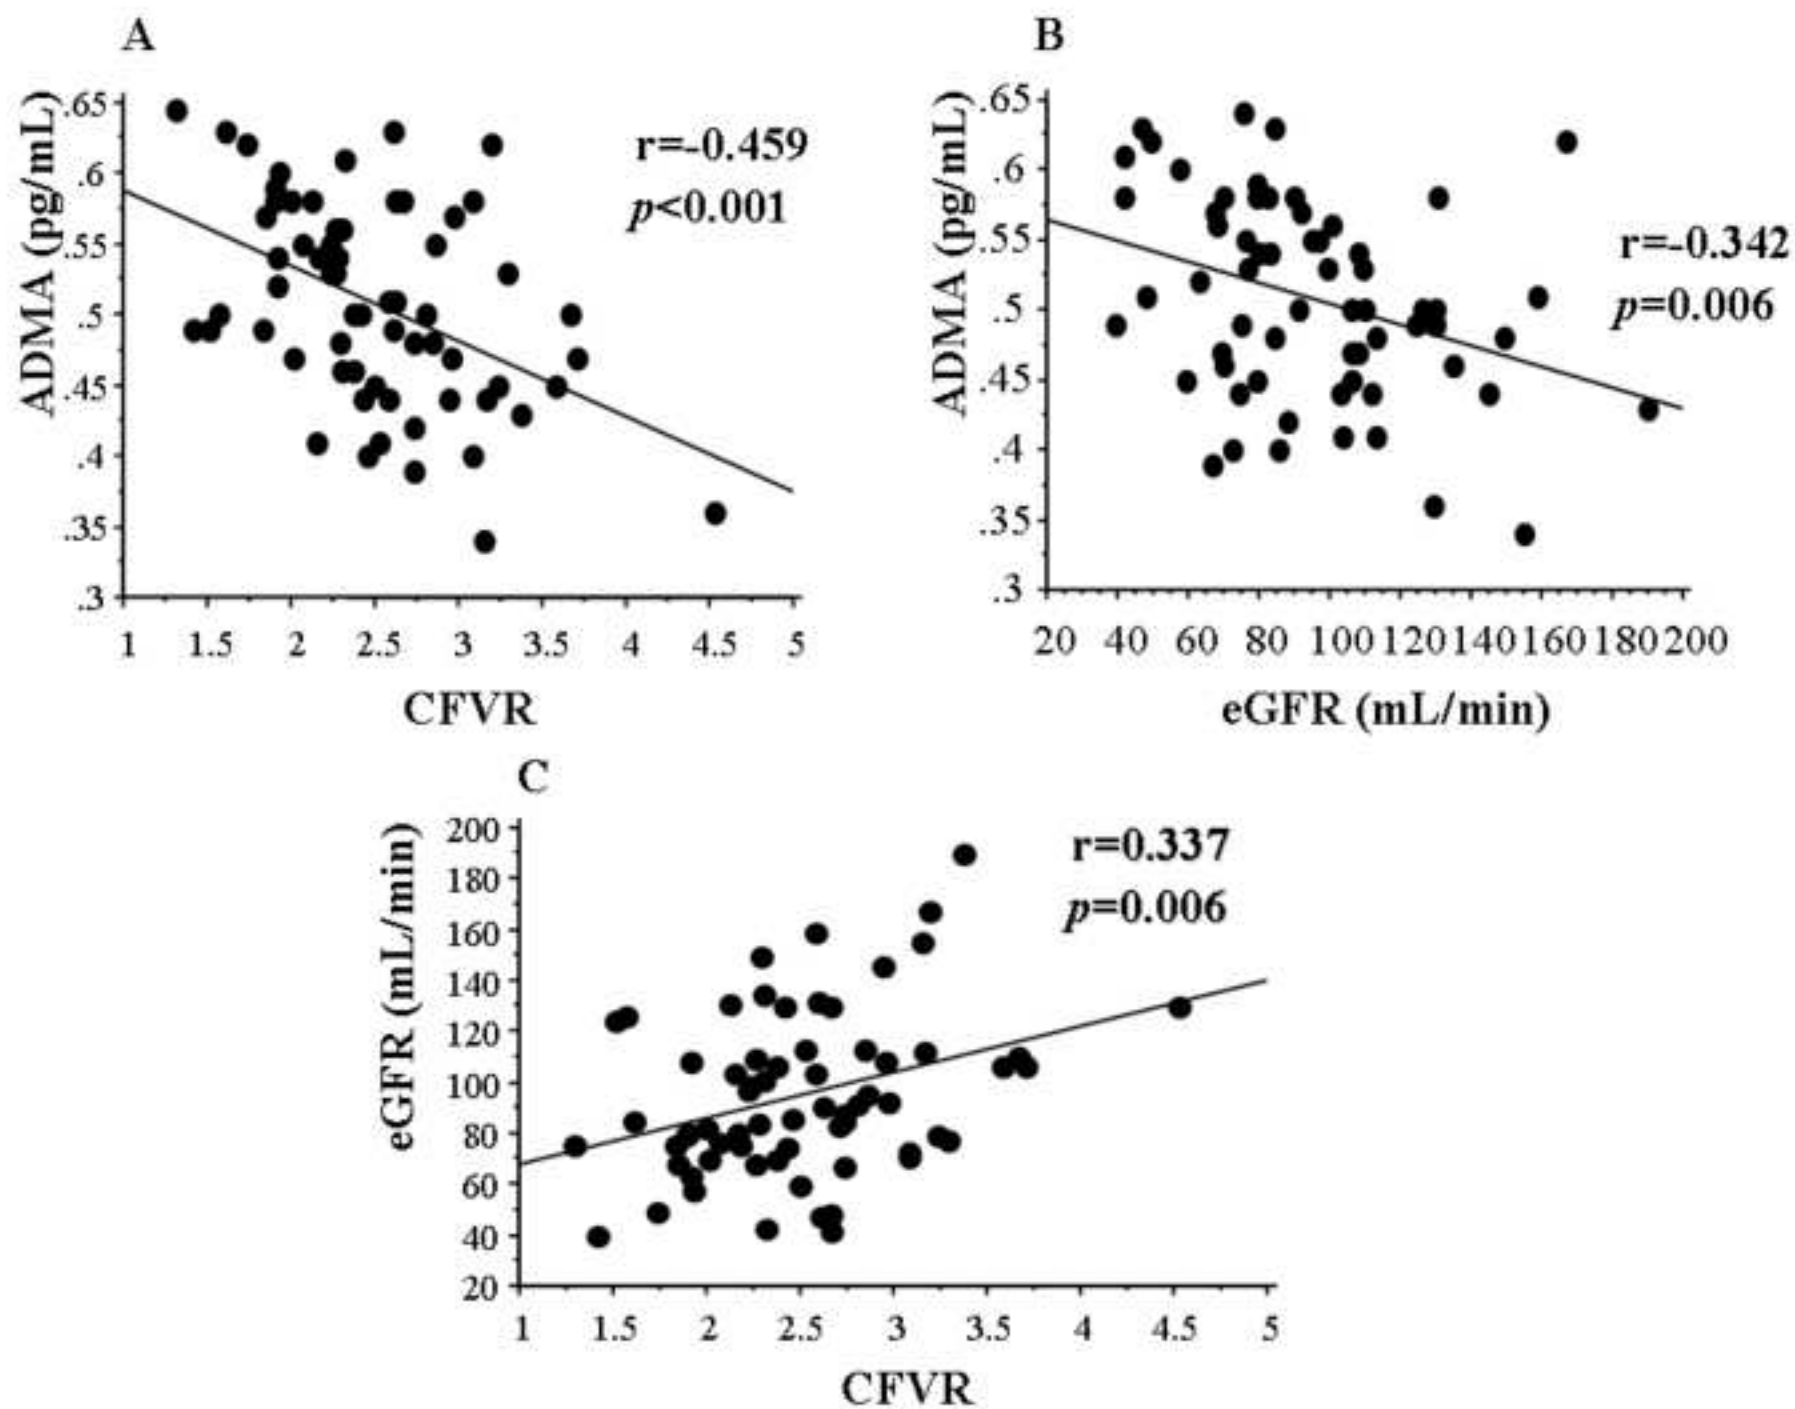 A
ADMA (pg/mL)
.65
.6
.55
.5
.45
.4
.35
.3
r=-0.459
p<0.001
1 1.5 2 2.5 3 3.5 4 4.5 5
CFVR
B
ADMA (pg/mL)
.65
.6
.55
.5
.45
.4
.35
.3
r=-0.342
p=0.006
20 40 60 80 100 120 140 160 180 200
eGFR (mL/min)
C
eGFR (mL/min)
200
180
160
140
120
100
80
60
40
20
r=0.337
p=0.006
1 1.5 2 2.5 3 3.5 4 4.5 5
CFVR